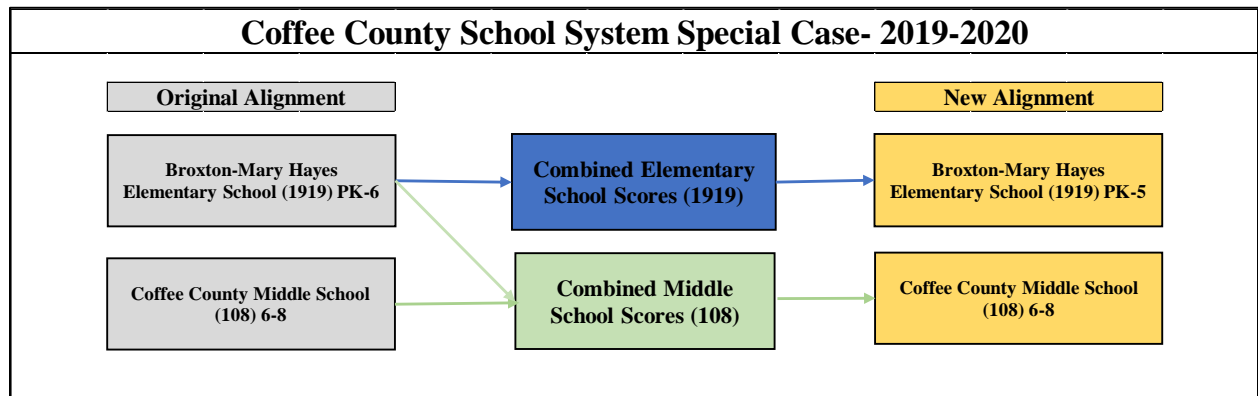 Coffee County School System Special Case- 2019-2020
Original Alignment
New Alignment
Broxton-Mary Hayes
Elementary School (1919) PK-6
Combined Elementary
School Scores (1919)
Broxton-Mary Hayes
Elementary School (1919) PK-5
Coffee County Middle School
(108) 6-8
Combined Middle
School Scores (108)
Coffee County Middle School
(108) 6-8